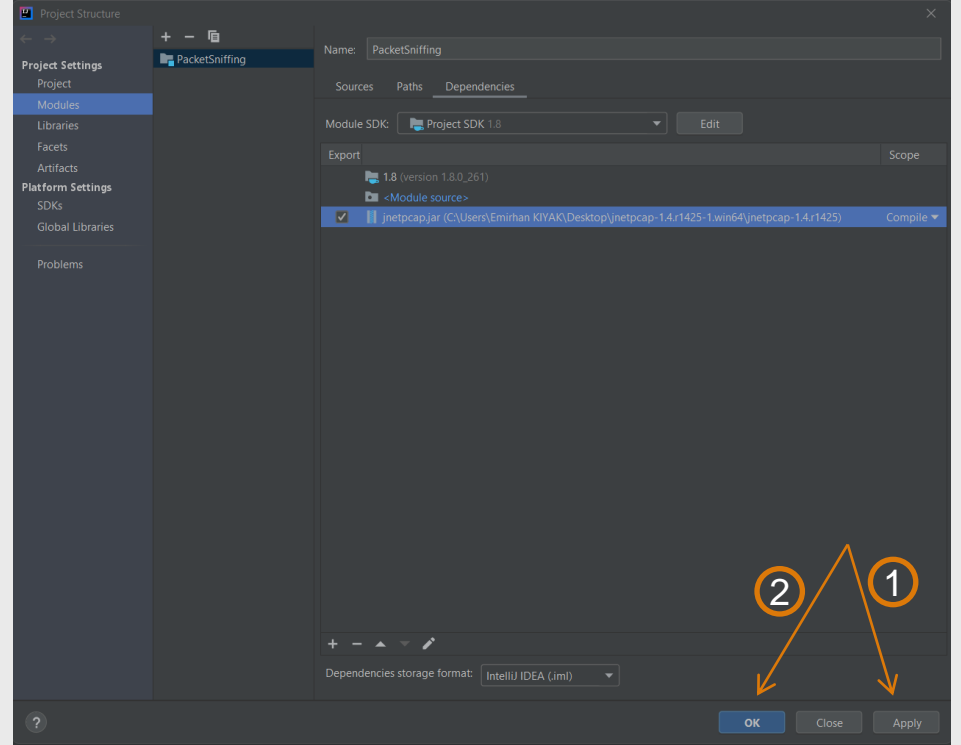 Project Structure
Project Settings
Project
Modules
Libraries
Facets
Artifacts
Platform Settings
SDKs
Global Libraries
Problems
PacketSniffing
Name: PacketSniffing
Sources Paths Dependencies
Module SDK: Project SDK 1.8 Edit
Export Scope
1.8 (version 1.8.0_261)
<Module source>
jnetpcap.jar (C:\Users\Emirhan KIYAK\Desktop\jnetpcap-1.4.r1425-1.win64\jnetpcap-1.4.r1425) Compile
2 1
Dependencies storage format: IntelliJ IDEA (.iml)
? OK Close Apply